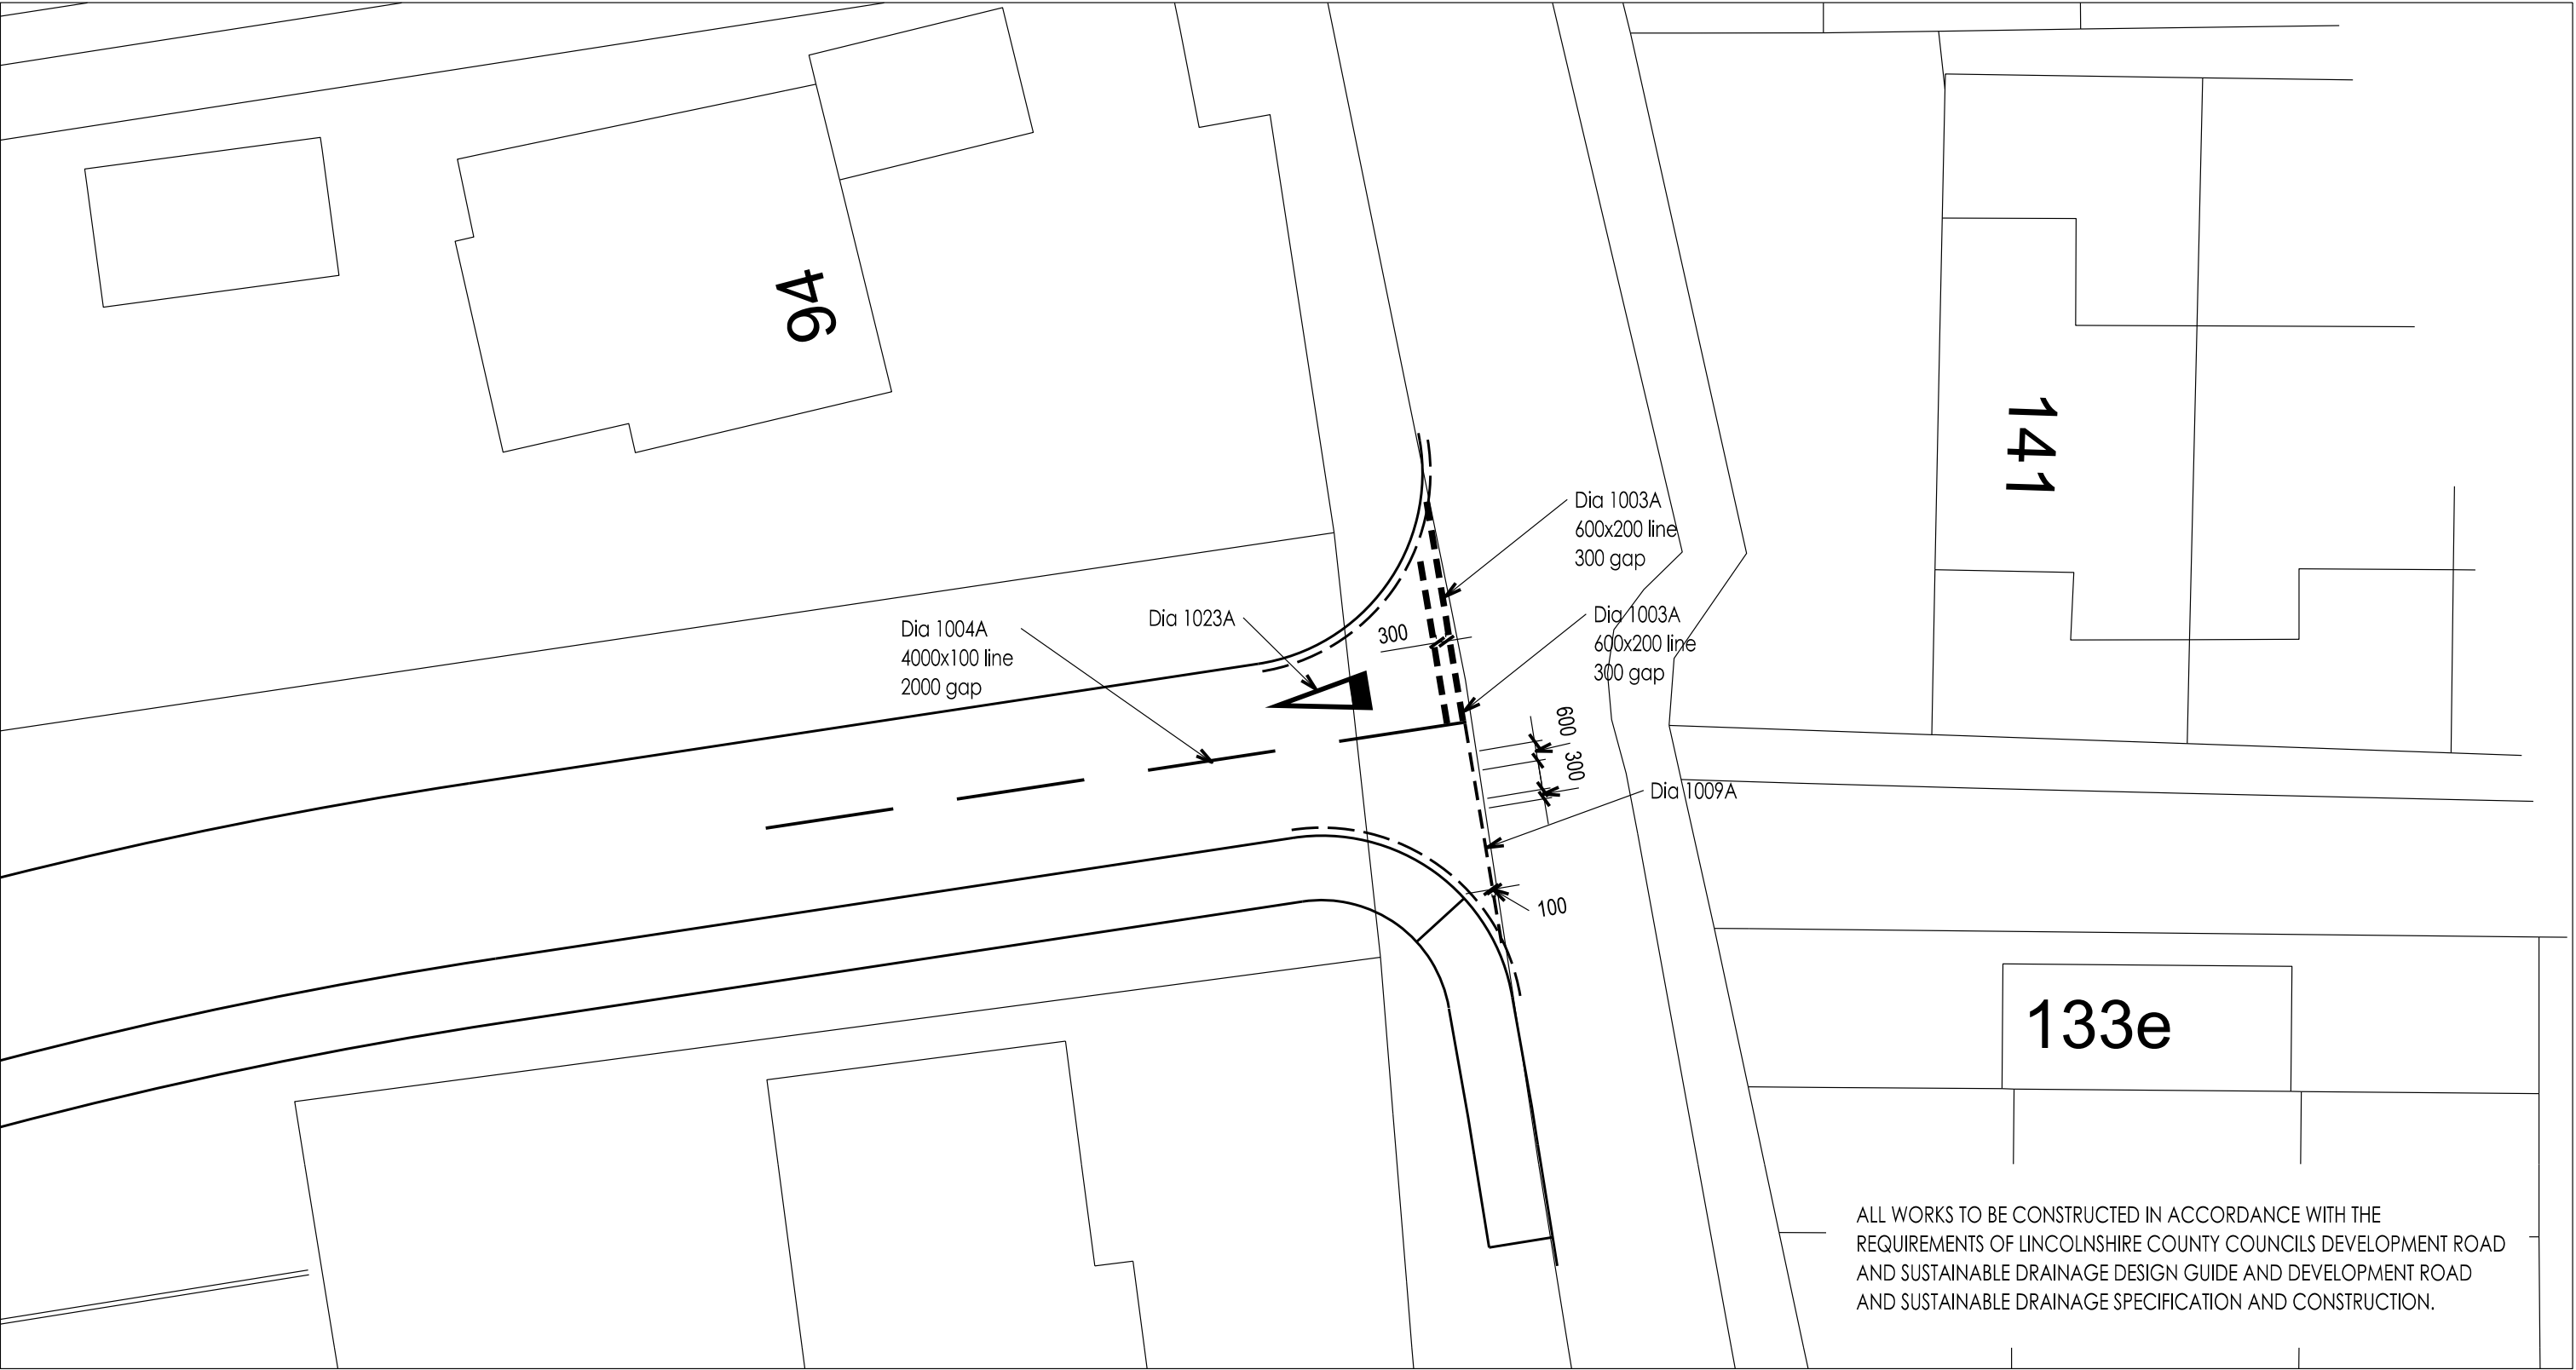 94
141
Dia 1003A
600x200 line
300 gap
Dia 1003A
600x200 line
300 gap
Dia 1023A
300
Dia 1004A
4000x100 line
2000 gap
600
300
Dia 1009A
100
133e
ALL WORKS TO BE CONSTRUCTED IN ACCORDANCE WITH THE
REQUIREMENTS OF LINCOLNSHIRE COUNTY COUNCILS DEVELOPMENT ROAD
AND SUSTAINABLE DRAINAGE DESIGN GUIDE AND DEVELOPMENT ROAD
AND SUSTAINABLE DRAINAGE SPECIFICATION AND CONSTRUCTION.